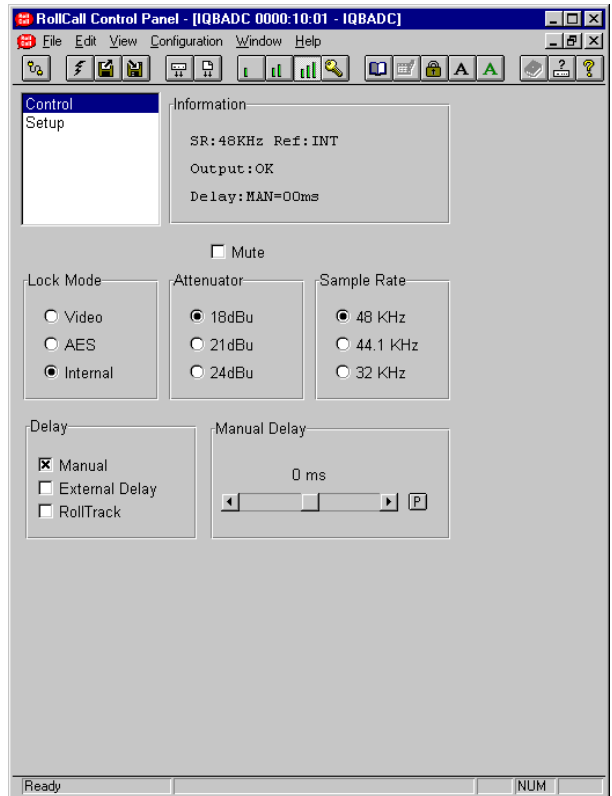 RollCall Control Panel - [IQBADC 0000:10:01 - IQBADC]
File Edit View Configuration Window Help
A A
Control
Setup
Information
SR:48KHz Ref:INT
Output:OK
Delay:MAN=00ms
Mute
Lock Mode
Video
AES
Internal
Attenuator
18dBu
21dBu
24dBu
Sample Rate
48 KHz
44.1 KHz
32 KHz
Delay
Manual
External Delay
RollTrack
Manual Delay
0 ms
P
Ready
NUM